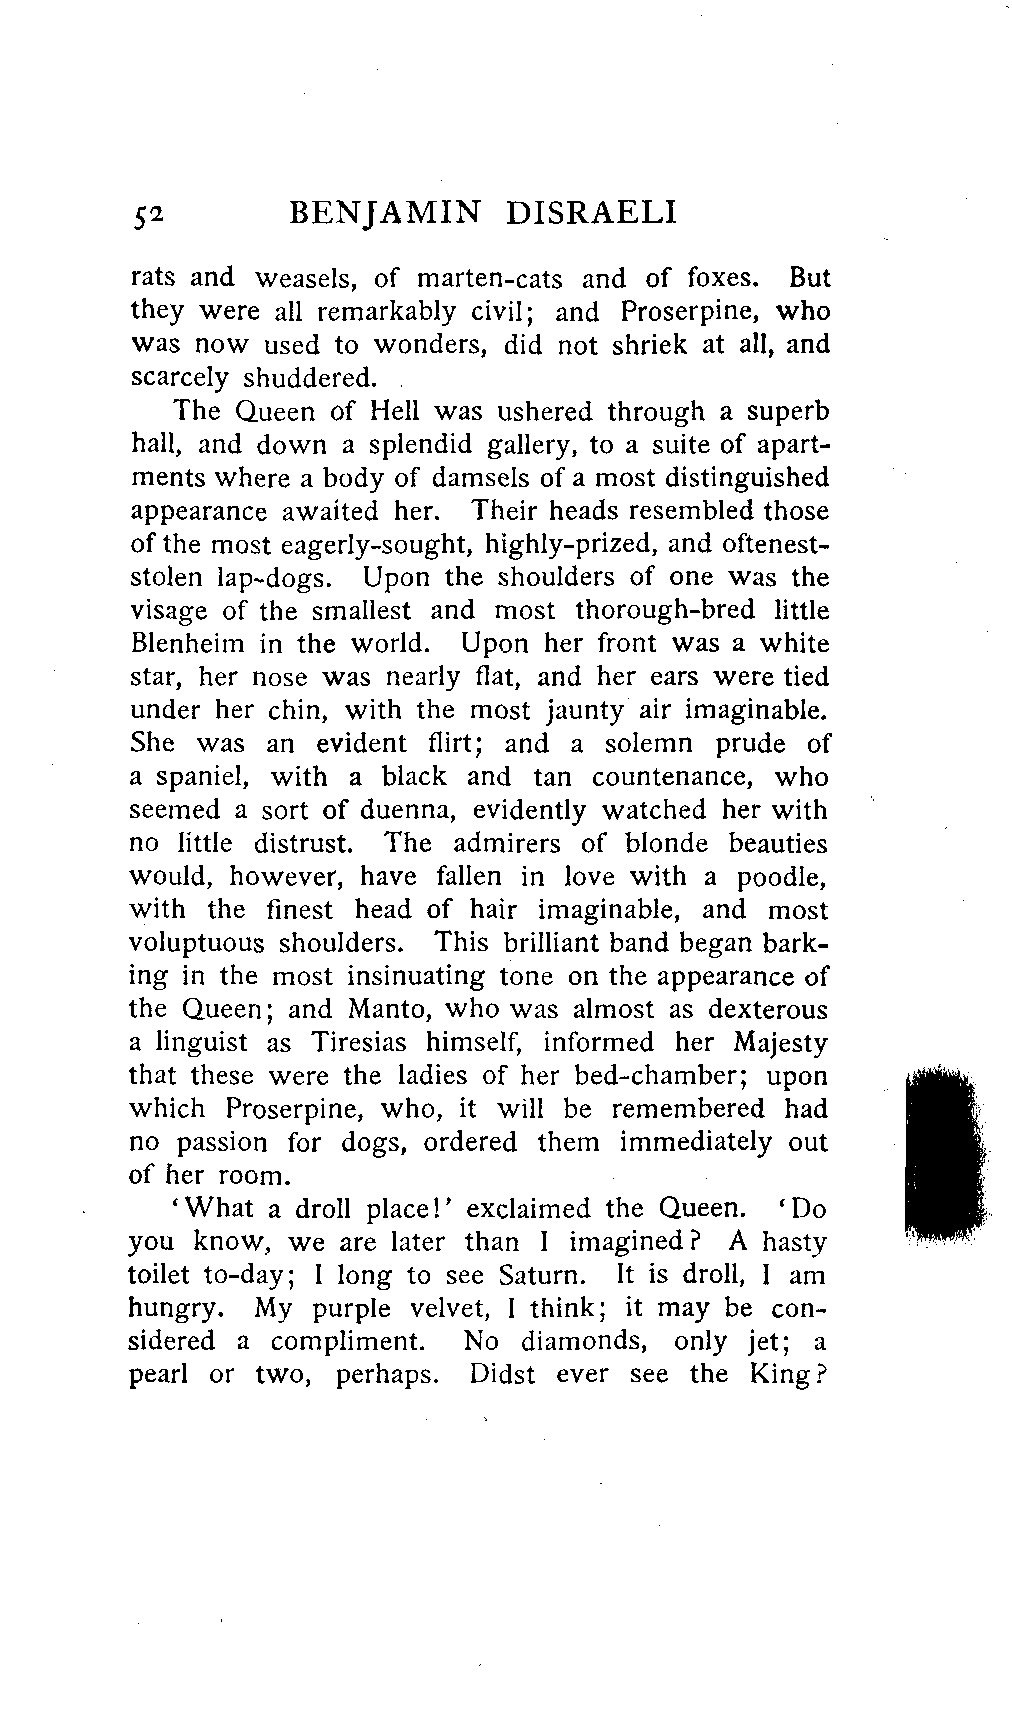 52 BENJAMIN DISRAELI
rats and weasels, of marten-cats and of foxes. But
they were all remarkably civil; and Proserpine, who
was now used to wonders, did not shriek at all, and
scarcely shuddered.
The Queen of Hell was ushered through a superb
hall, and down a splendid gallery, to a suite of apart-
ments where a body of damsels of a most distinguished
appearance awaited her. Their heads resembled those
of the most eagerly-sought, highly-prized, and oftenest-
stolen lap-dogs. Upon the shoulders of one was the
visage of the smallest and most thorough-bred little
Blenheim in the world. Upon her front was a white
star, her nose was nearly flat, and her ears were tied
under her chin, with the most jaunty air imaginable.
She was an evident flirt; and a solemn prude of
a spaniel, with a black and tan countenance, who
seemed a sort of duenna, evidently watched her with
no little distrust. The admirers of blonde beauties
would, however, have fallen in love with a poodle,
with the finest head of hair imaginable, and most
voluptuous shoulders. This brilliant band began bark-
ing in the most insinuating tone on the appearance of
the Queen; and Manto, who was almost as dexterous
a linguist as Tiresias himself, informed her Majesty
that these were the ladies of her bed-chamber; upon
which Proserpine, who, it will be remembered had
no passion for dogs, ordered them immediately out
of her room.
‘What a droll place!’ exclaimed the Queen. ‘Do
you know, we are later than I imagined? A hasty
toilet to-day; I long to see Saturn. It is droll, I am
hungry. My purple velvet, I think; it may be con-
sidered a compliment. No diamonds, only jet; a
pearl or two, perhaps. Didst ever see the King?